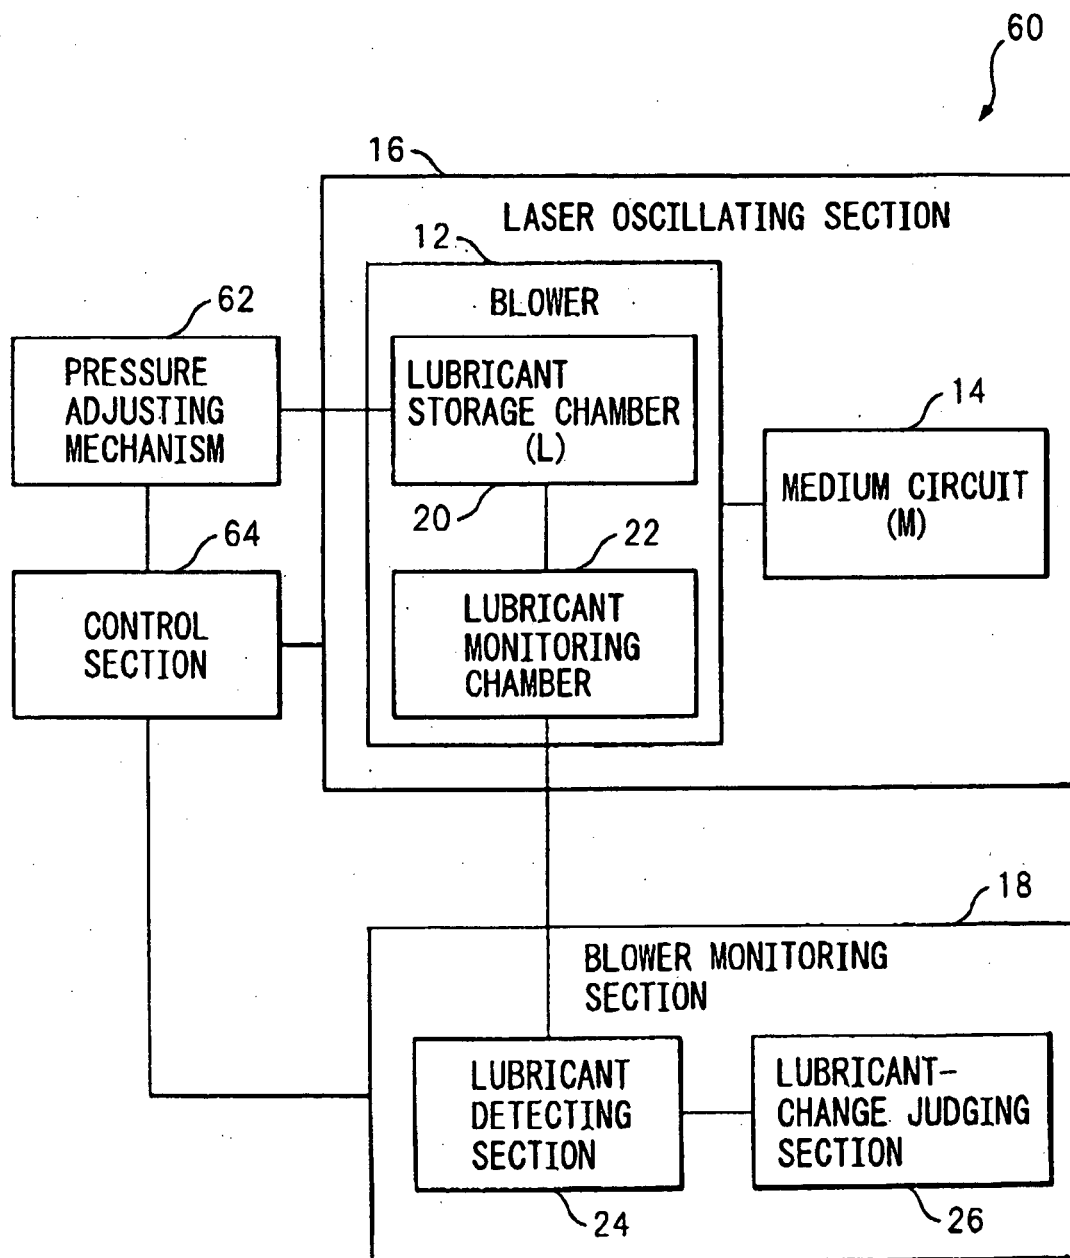 60
16
LASER OSCILLATING SECTION
12
BLOWER
62
PRESSURE
ADJUSTING
MECHANISM
LUBRICANT
STORAGE CHAMBER
(L)
20
14
MEDIUM CIRCUIT
(M)
64
CONTROL
SECTION
22
LUBRICANT
MONITORING
CHAMBER
18
BLOWER MONITORING
SECTION
LUBRICANT
DETECTING
SECTION
24
LUBRICANT-
CHANGE JUDGING
SECTION
26